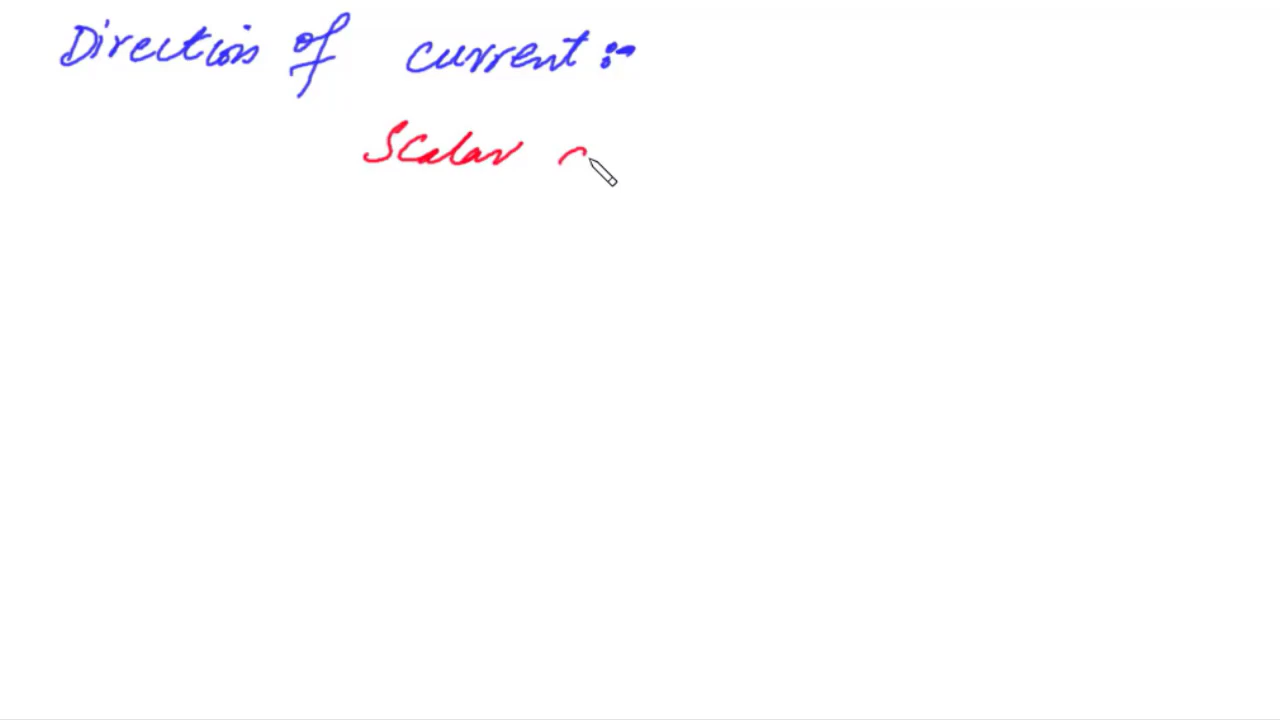 Direction of current :-
Scalar